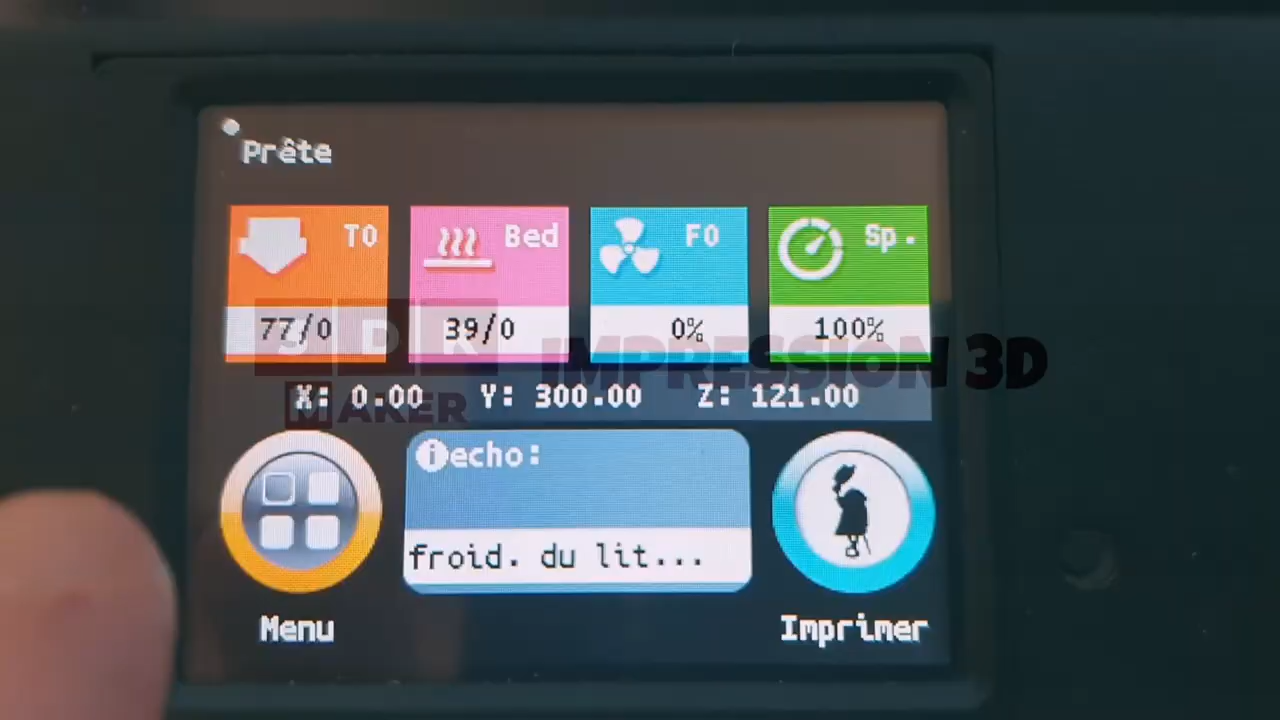 Prête
T0 Bed F0 Sp.
77/0 39/0 0% 100%
IMPRESSION 3D
MAKER
X: 0.00 Y: 300.00 Z: 121.00
echo:
froid. du lit...
Menu
Imprimer